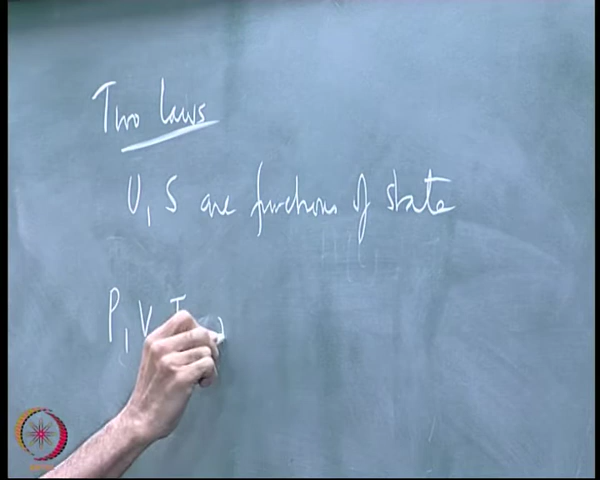 Two laws
U, S are functions of state
P, V, T